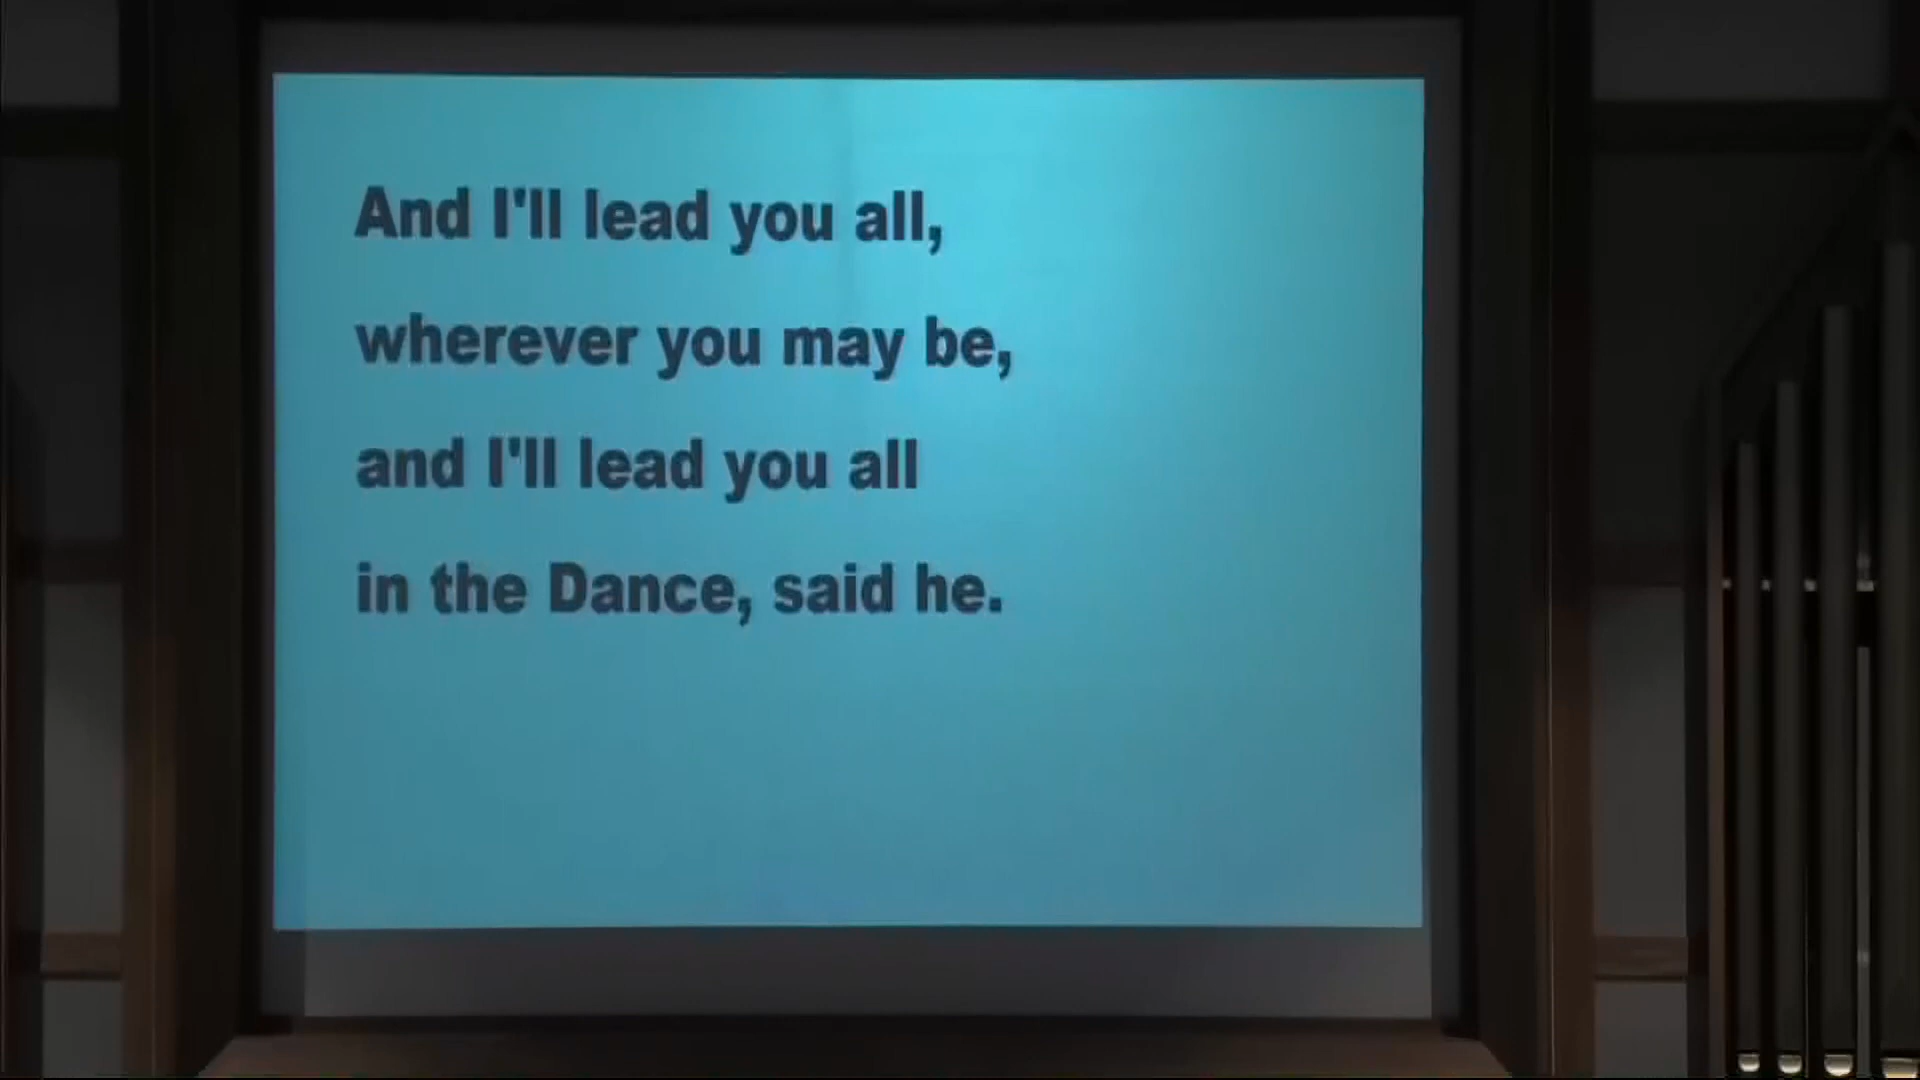 And I'll lead you all,
wherever you may be,
and I'll lead you all
in the Dance, said he.